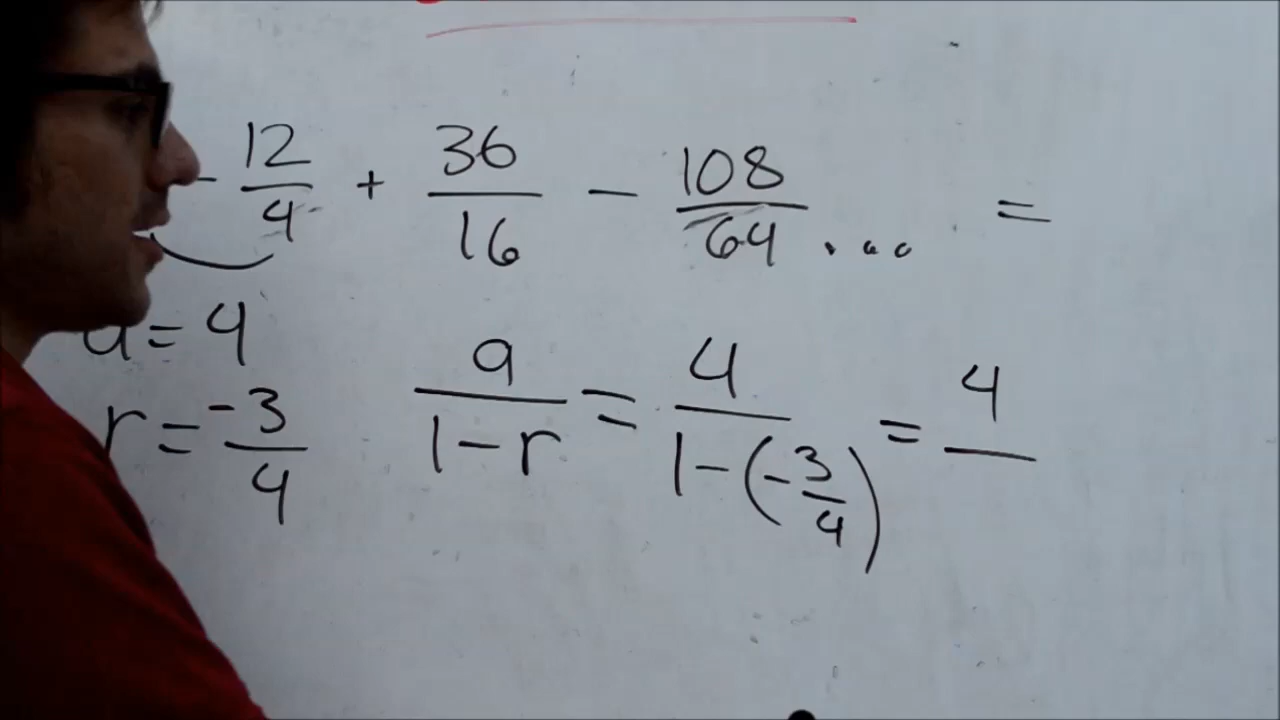 - 12/4 + 36/16 - 108/64 ... =
a = 4
r = -3/4
a/1-r = 4/1-(-3/4) = 4/